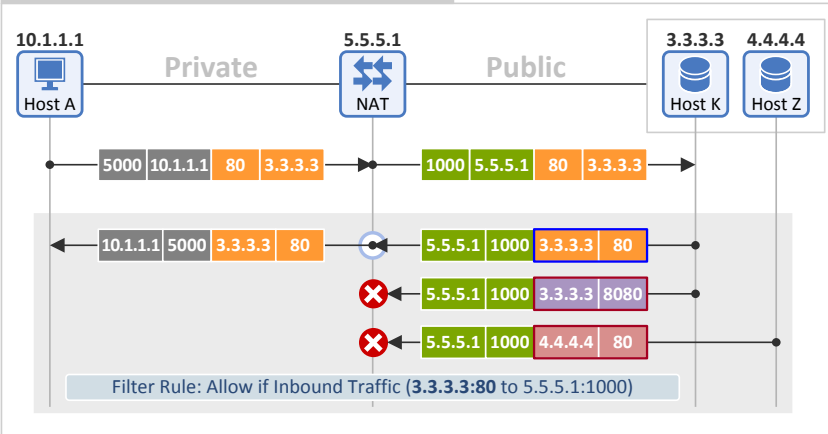 10.1.1.1 5.5.5.1 3.3.3.3 4.4.4.4
Private Public
Host A NAT Host K Host Z
5000 10.1.1.1 80 3.3.3.3 1000 5.5.5.1 80 3.3.3.3
10.1.1.1 5000 3.3.3.3 80 5.5.5.1 1000 3.3.3.3 80
5.5.5.1 1000 3.3.3.3 8080
5.5.5.1 1000 4.4.4.4 80
Filter Rule: Allow if Inbound Traffic (3.3.3.3:80 to 5.5.5.1:1000)